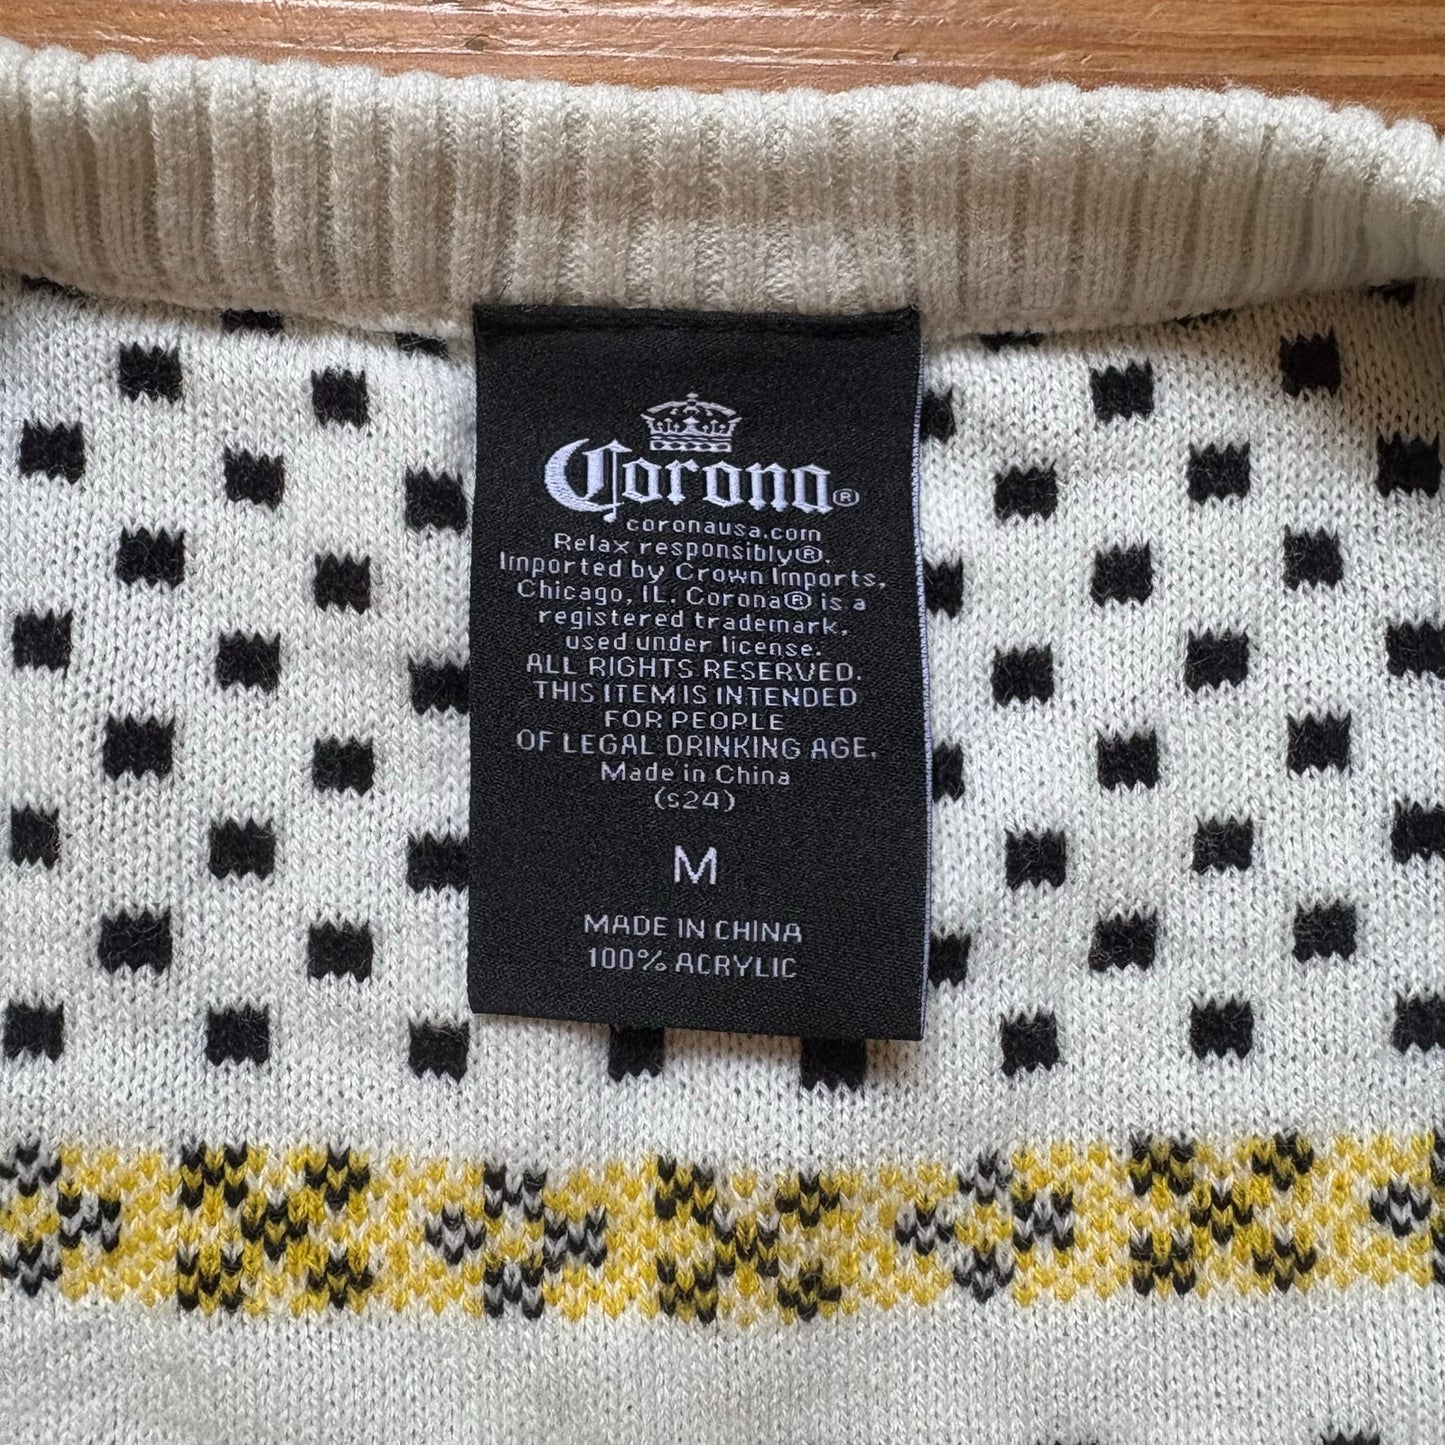 Corona®
coronausa.com
Relax responsibly®.
Imported by Crown Imports,
Chicago, IL. Corona® is a
registered trademark,
used under license.
ALL RIGHTS RESERVED.
THIS ITEM IS INTENDED
FOR PEOPLE
OF LEGAL DRINKING AGE.
Made in China
(s24)
M
MADE IN CHINA
100% ACRYLIC